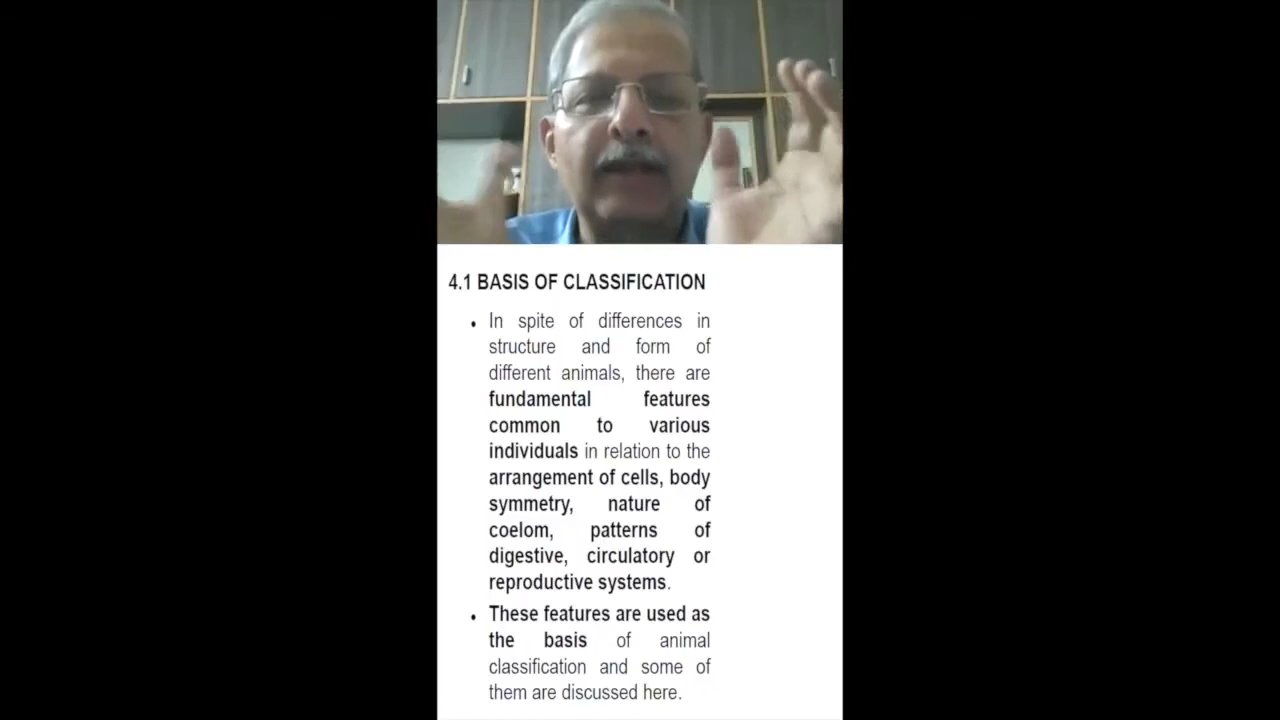 4.1 BASIS OF CLASSIFICATION
• In spite of differences in
structure and form of
different animals, there are
fundamental features
common to various
individuals in relation to the
arrangement of cells, body
symmetry, nature of
coelom, patterns of
digestive, circulatory or
reproductive systems.
• These features are used as
the basis of animal
classification and some of
them are discussed here.